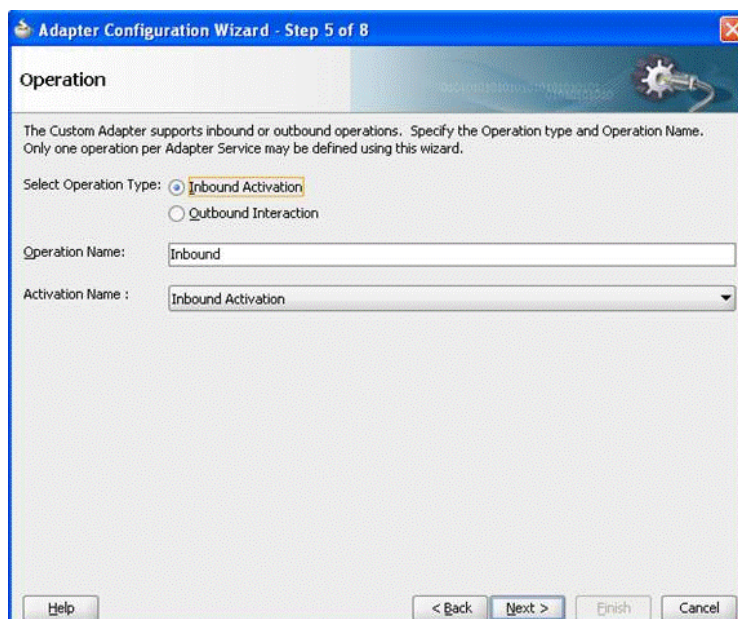 Adapter Configuration Wizard - Step 5 of 8
Operation
The Custom Adapter supports inbound or outbound operations.  Specify the Operation type and Operation Name.
Only one operation per Adapter Service may be defined using this wizard.
Select Operation Type: Inbound Activation
Outbound Interaction
Operation Name: Inbound
Activation Name : Inbound Activation
Help < Back Next > Finish Cancel